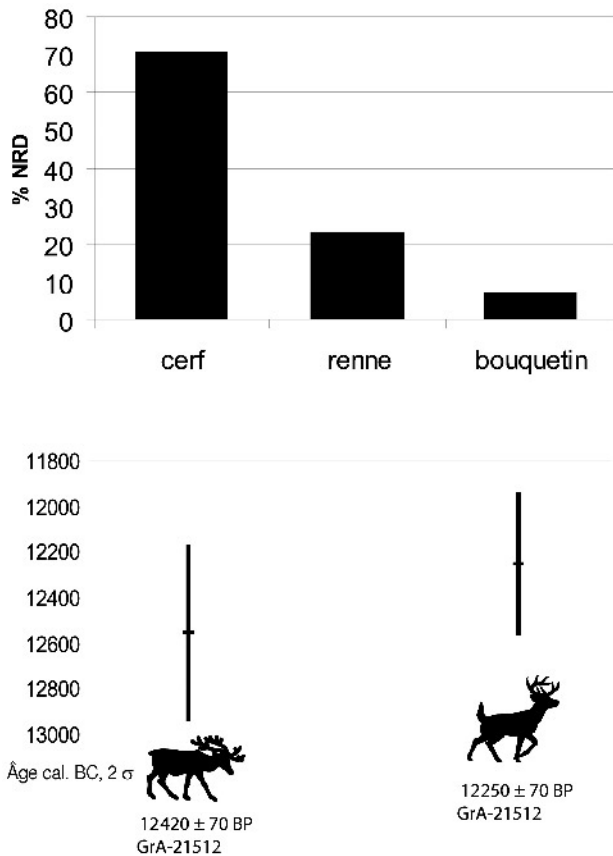 80
70
60
50
40
30
20
10
0
% NRD
cerf renne bouquetin
11800
12000
12200
12400
12600
12800
13000
Âge cal. BC, 2 σ
12420 ± 70 BP
GrA-21512
12250 ± 70 BP
GrA-21512